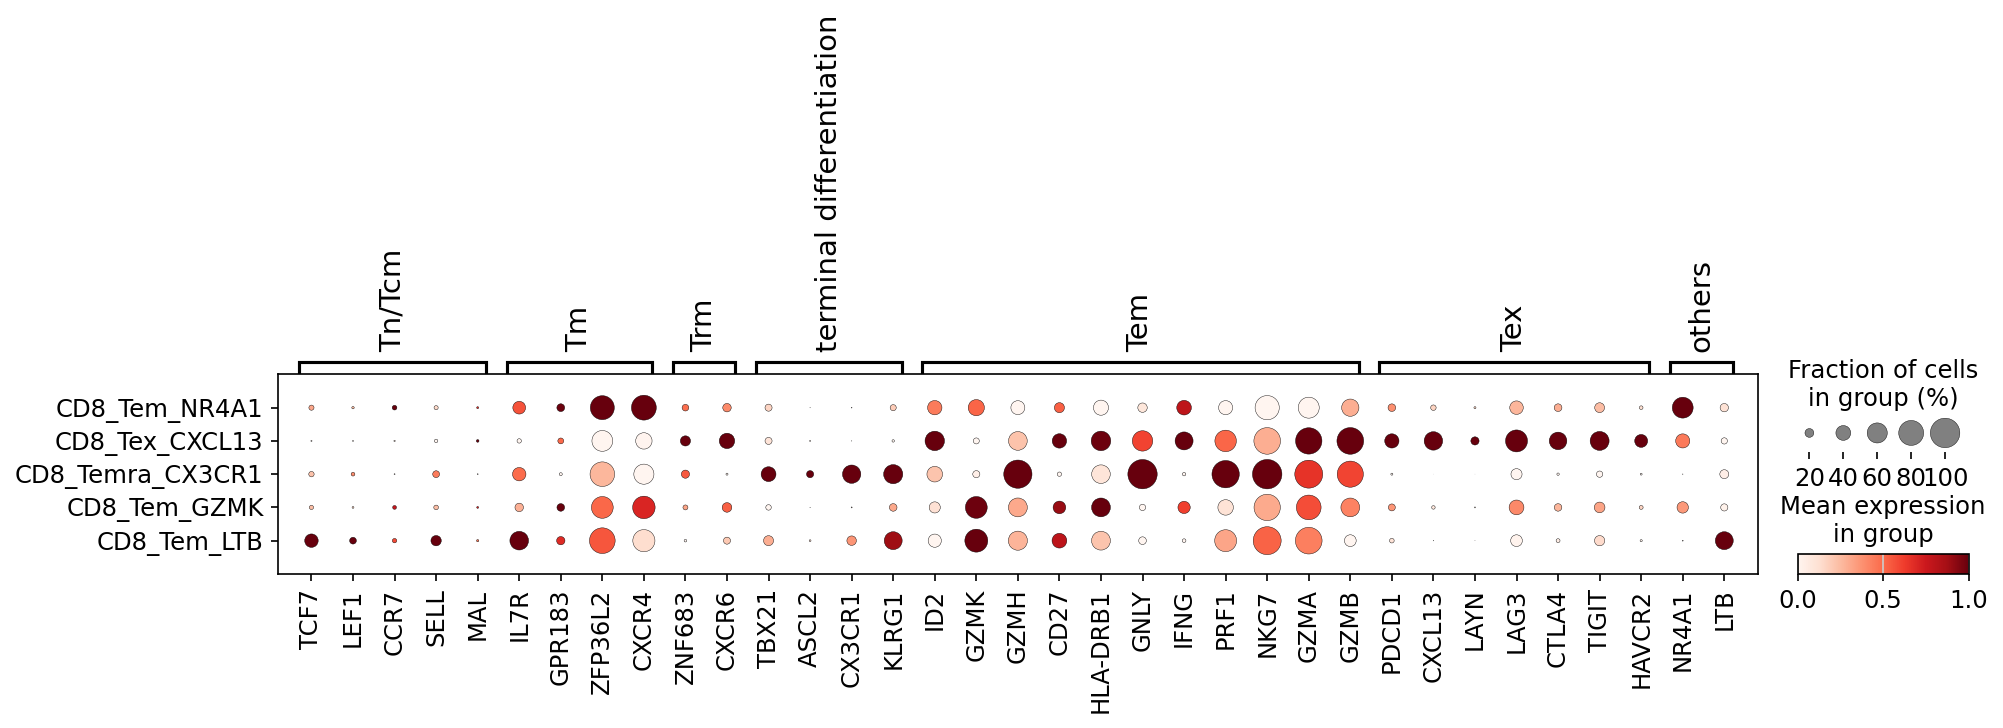 Tn/Tcm
Tm
Trm
terminal differentiation
Tem
Tex
others
CD8_Tem_NR4A1
CD8_Tex_CXCL13
CD8_Temra_CX3CR1
CD8_Tem_GZMK
CD8_Tem_LTB
TCF7
LEF1
CCR7
SELL
MAL
IL7R
GPR183
ZFP36L2
CXCR4
ZNF683
CXCR6
TBX21
ASCL2
CX3CR1
KLRG1
ID2
GZMK
GZMH
CD27
HLA-DRB1
GNLY
IFNG
PRF1
NKG7
GZMA
GZMB
PDCD1
CXCL13
LAYN
LAG3
CTLA4
TIGIT
HAVCR2
NR4A1
LTB
Fraction of cells
in group (%)
20 40 60 80 100
Mean expression
in group
0.0 0.5 1.0